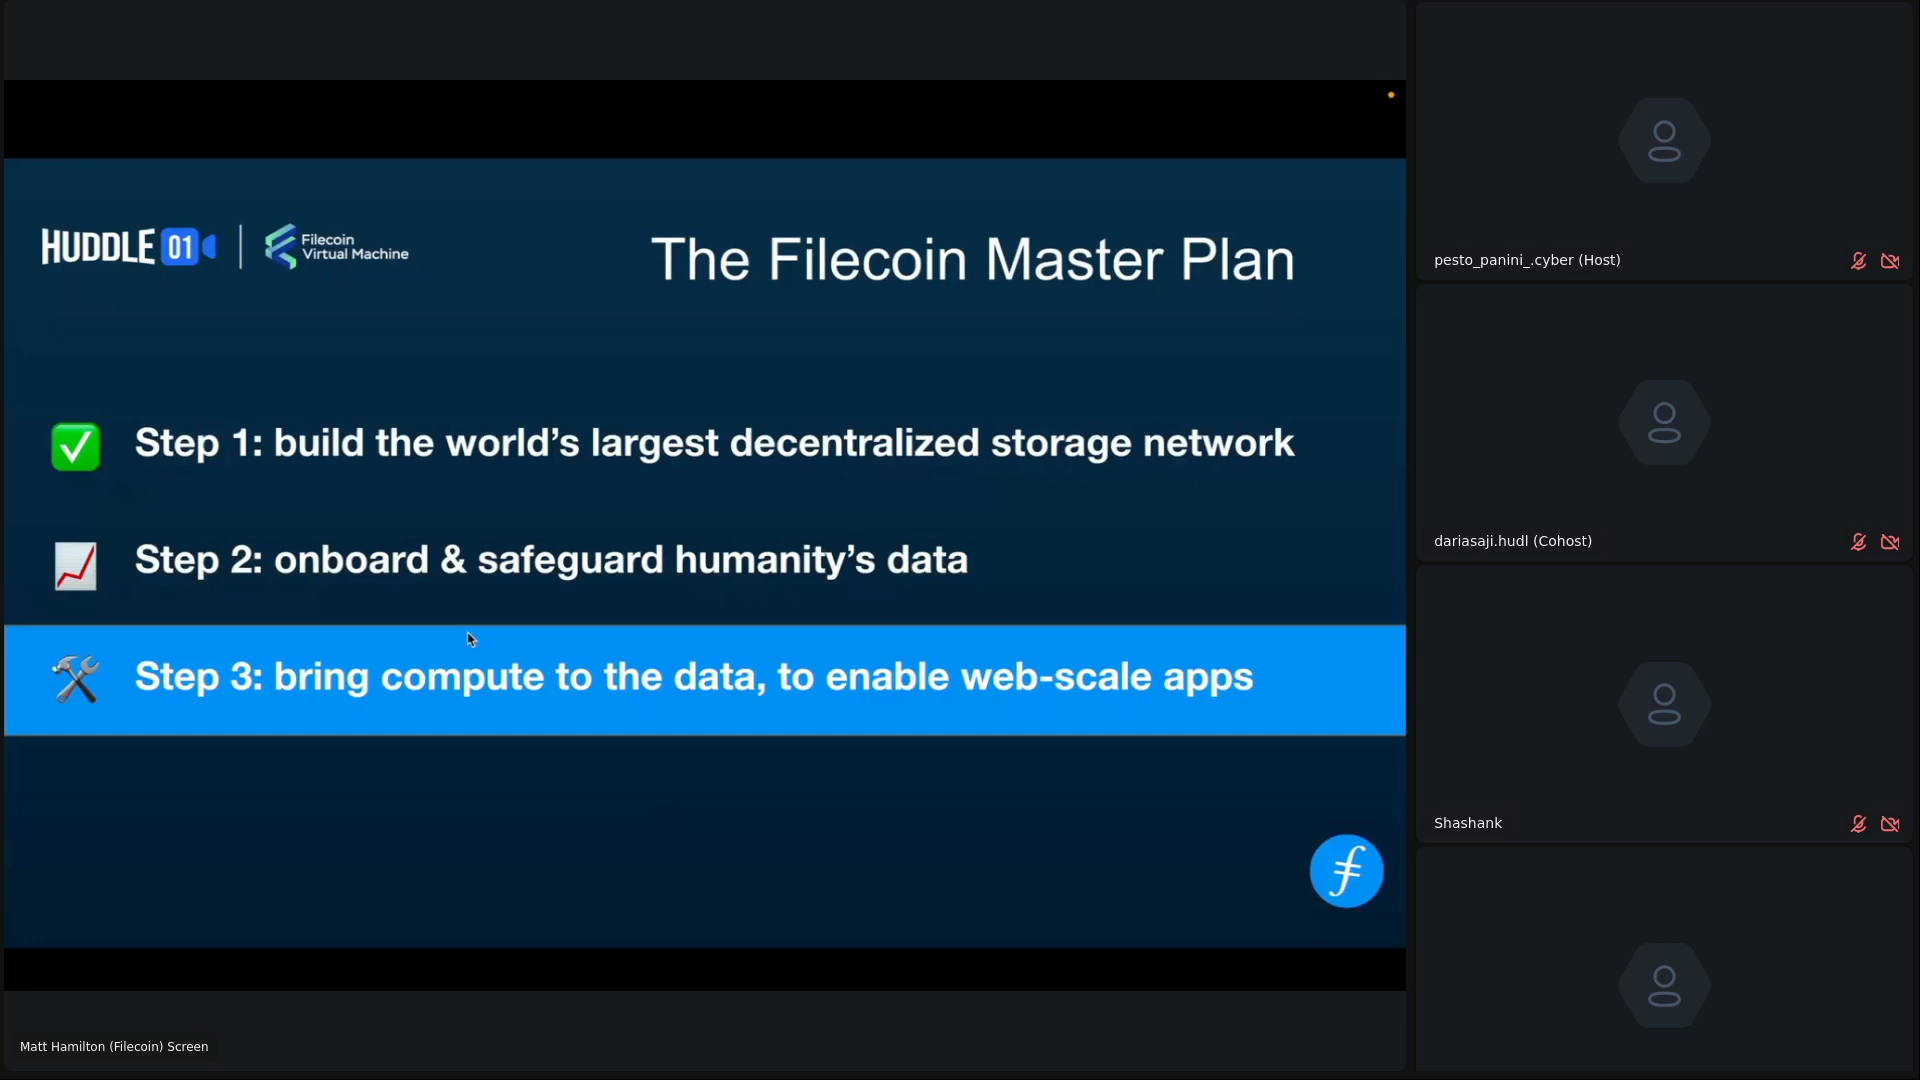 HUDDLE 01
Filecoin
Virtual Machine
The Filecoin Master Plan
Step 1: build the world’s largest decentralized storage network
Step 2: onboard & safeguard humanity’s data
Step 3: bring compute to the data, to enable web-scale apps
Matt Hamilton (Filecoin) Screen
pesto_panini_.cyber (Host)
dariasaji.hudl (Cohost)
Shashank